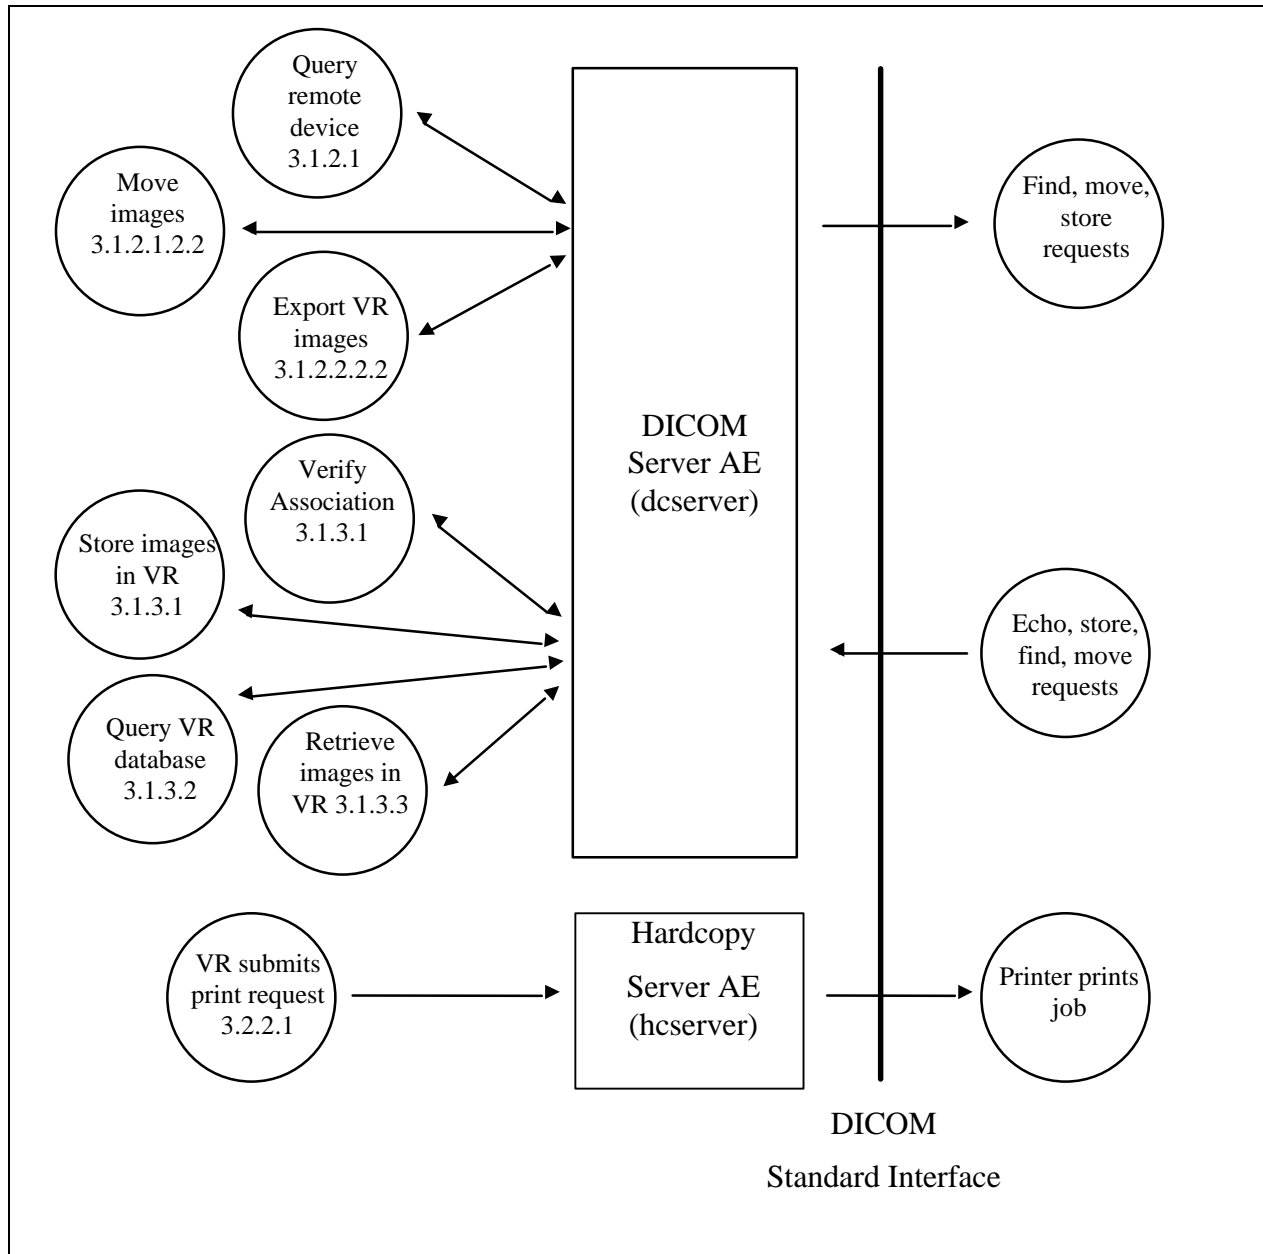 Query
remote
device
3.1.2.1
Move
images
3.1.2.1.2.2
Export VR
images
3.1.2.2.2.2
Verify
Association
3.1.3.1
Store images
in VR
3.1.3.1
Query VR
database
3.1.3.2
Retrieve
images in
VR 3.1.3.3
DICOM
Server AE
(dcserver)
Find, move,
store
requests
Echo, store,
find, move
requests
VR submits
print request
3.2.2.1
Hardcopy
Server AE
(hcserver)
Printer prints
job
DICOM
Standard Interface